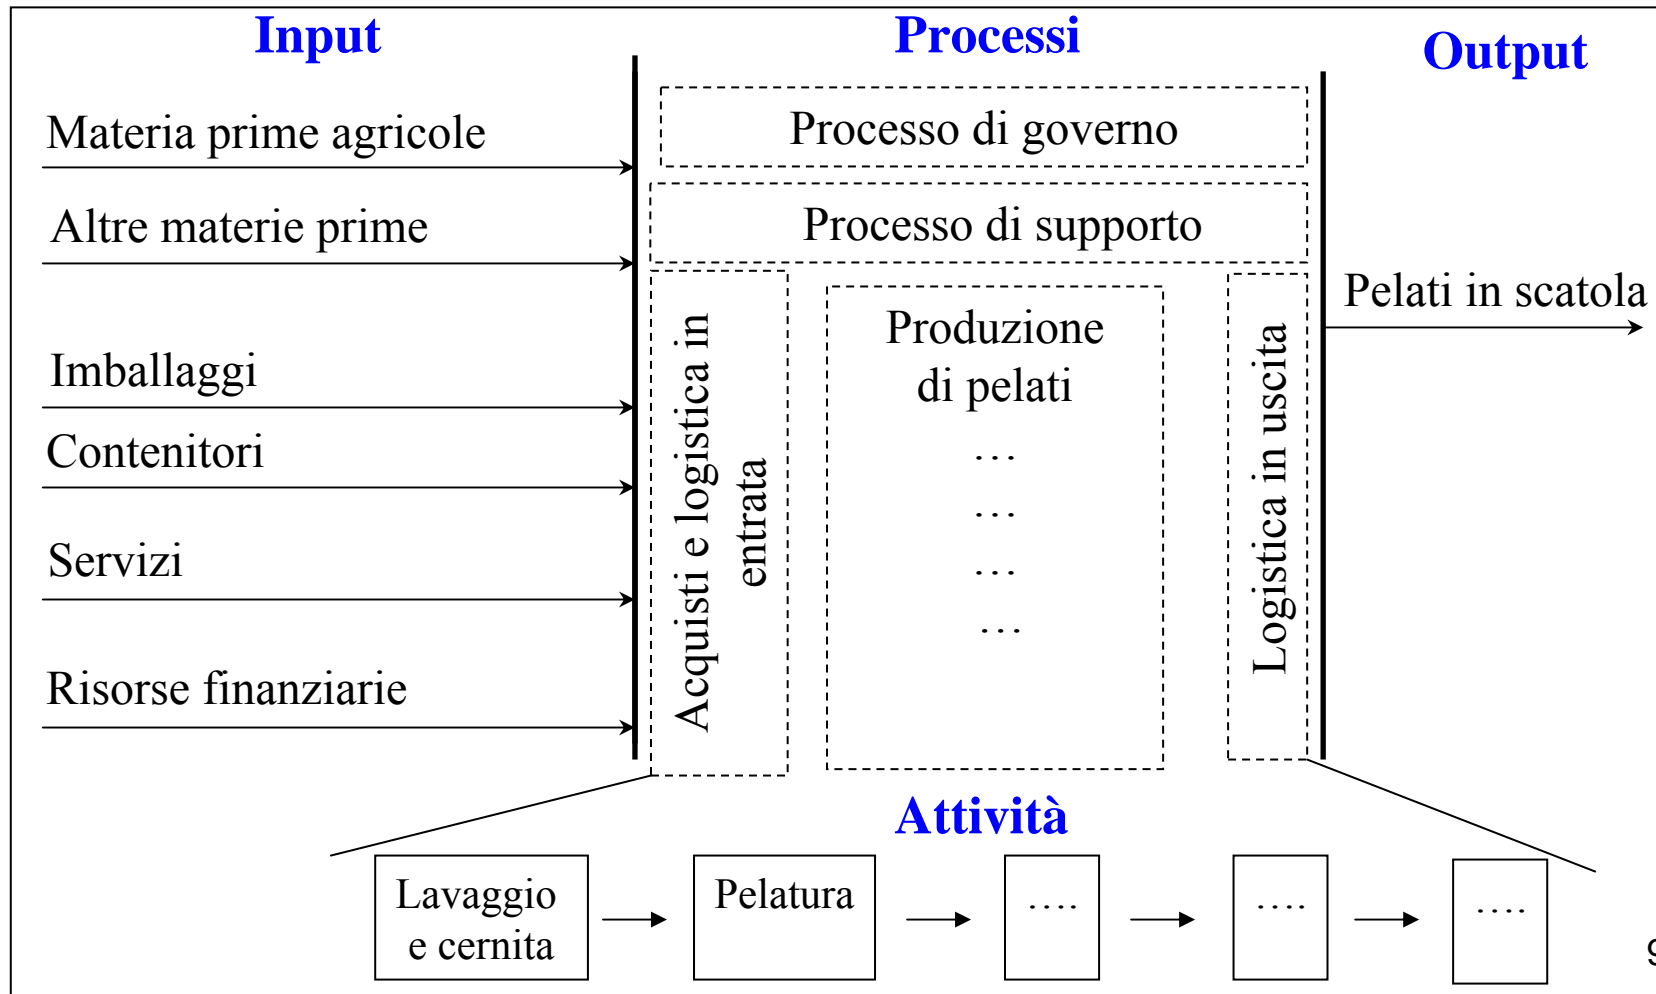 Input
Processi
Output
Materia prime agricole
Altre materie prime
Imballaggi
Contenitori
Servizi
Risorse finanziarie
Processo di governo
Processo di supporto
Acquisti e logistica in
entrata
Produzione
di pelati
…
…
…
…
Logistica in uscita
Pelati in scatola
Attività
Lavaggio
e cernita
Pelatura
….
….
….
9